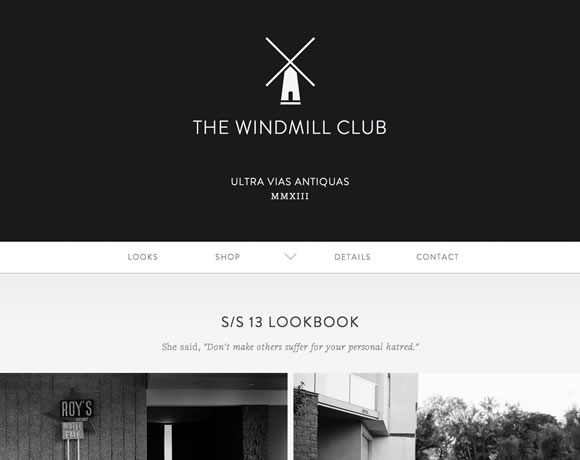 THE WINDMILL CLUB
ULTRA VIAS ANTIQUAS
MMXIII
LOOKS SHOP DETAILS CONTACT
S/S 13 LOOKBOOK
She said, "Don't make others suffer for your personal hatred."
ROY'S
CAFE